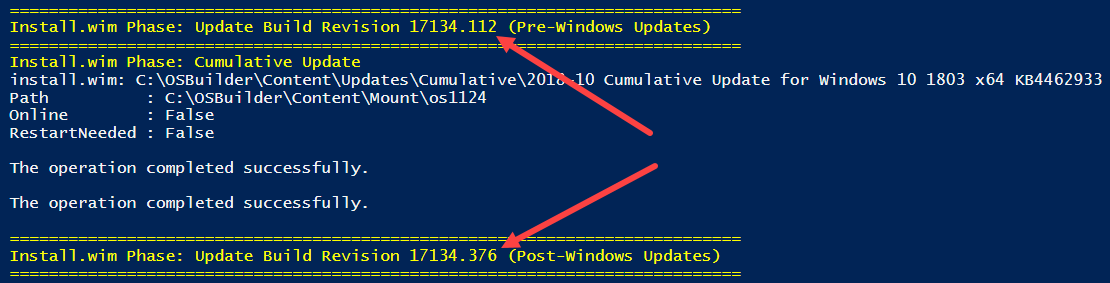 ===========================================================================
Install.wim Phase: Update Build Revision 17134.112 (Pre-Windows Updates)
===========================================================================
Install.wim Phase: Cumulative Update
install.wim: C:\OSBuilder\Content\Updates\Cumulative\2018-10 Cumulative Update for Windows 10 1803 x64 KB4462933
Path          : C:\OSBuilder\Content\Mount\os1124
Online        : False
RestartNeeded : False
The operation completed successfully.
The operation completed successfully.
===========================================================================
Install.wim Phase: Update Build Revision 17134.376 (Post-Windows Updates)
===========================================================================